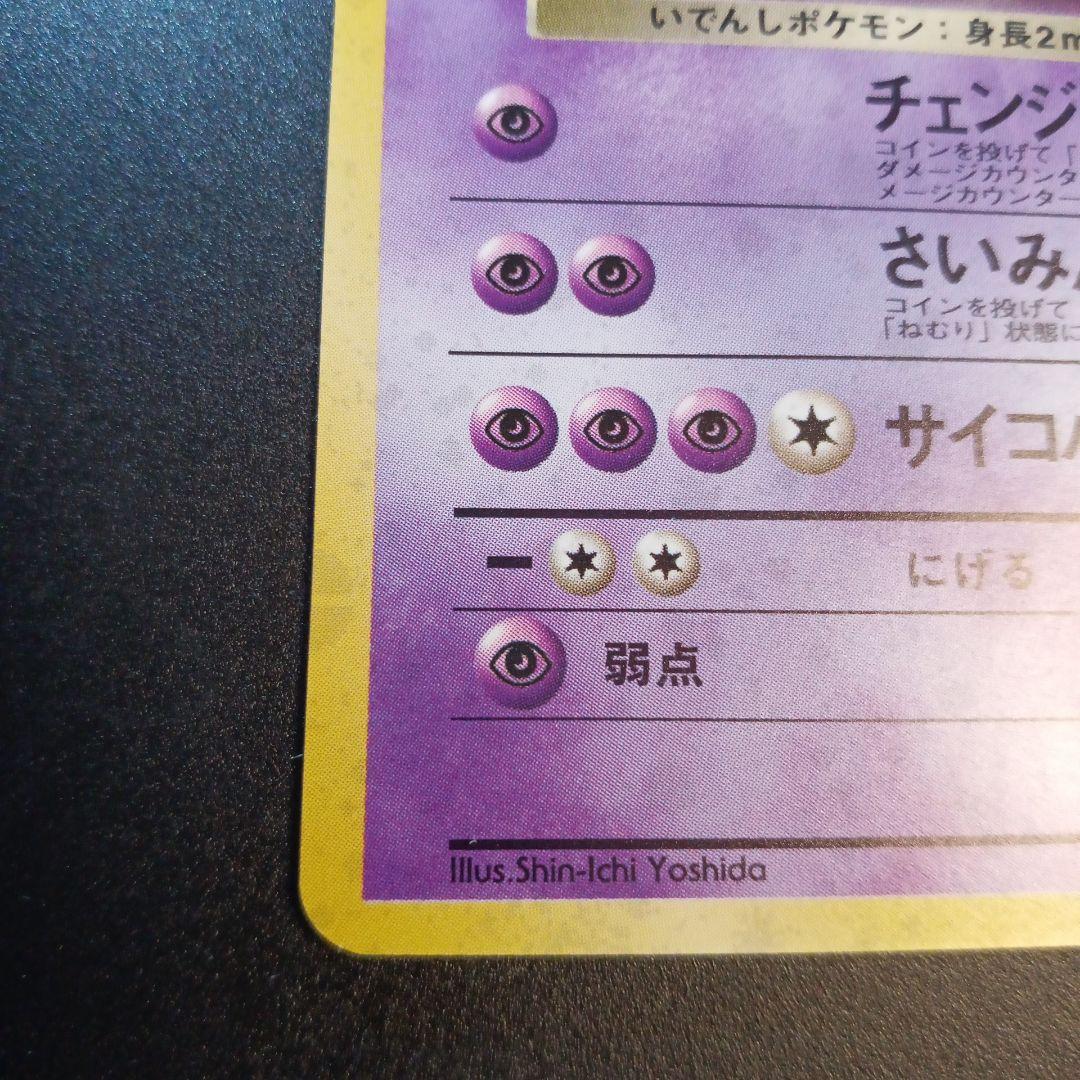 いでんしポケモン：身長2m
チェンジ
コインを投げて「
ダメージカウンタ
メージカウンター
さいみ
コインを投げて
「ねむり」状態に
サイコ
にげる
弱点
Illus.Shin-Ichi Yoshida